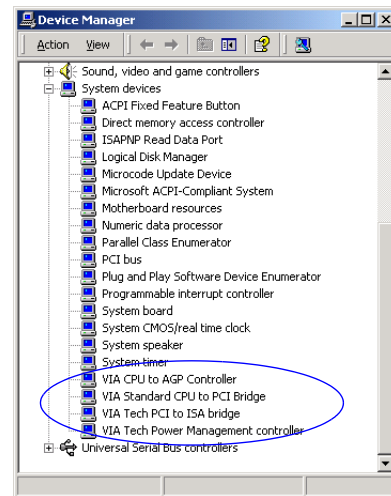 Device Manager
Action View
Sound, video and game controllers
System devices
ACPI Fixed Feature Button
Direct memory access controller
ISAPNP Read Data Port
Logical Disk Manager
Microcode Update Device
Microsoft ACPI-Compliant System
Motherboard resources
Numeric data processor
Parallel Class Enumerator
PCI bus
Plug and Play Software Device Enumerator
Programmable interrupt controller
System board
System CMOS/real time clock
System speaker
System timer
VIA CPU to AGP Controller
VIA Standard CPU to PCI Bridge
VIA Tech PCI to ISA bridge
VIA Tech Power Management controller
Universal Serial Bus controllers